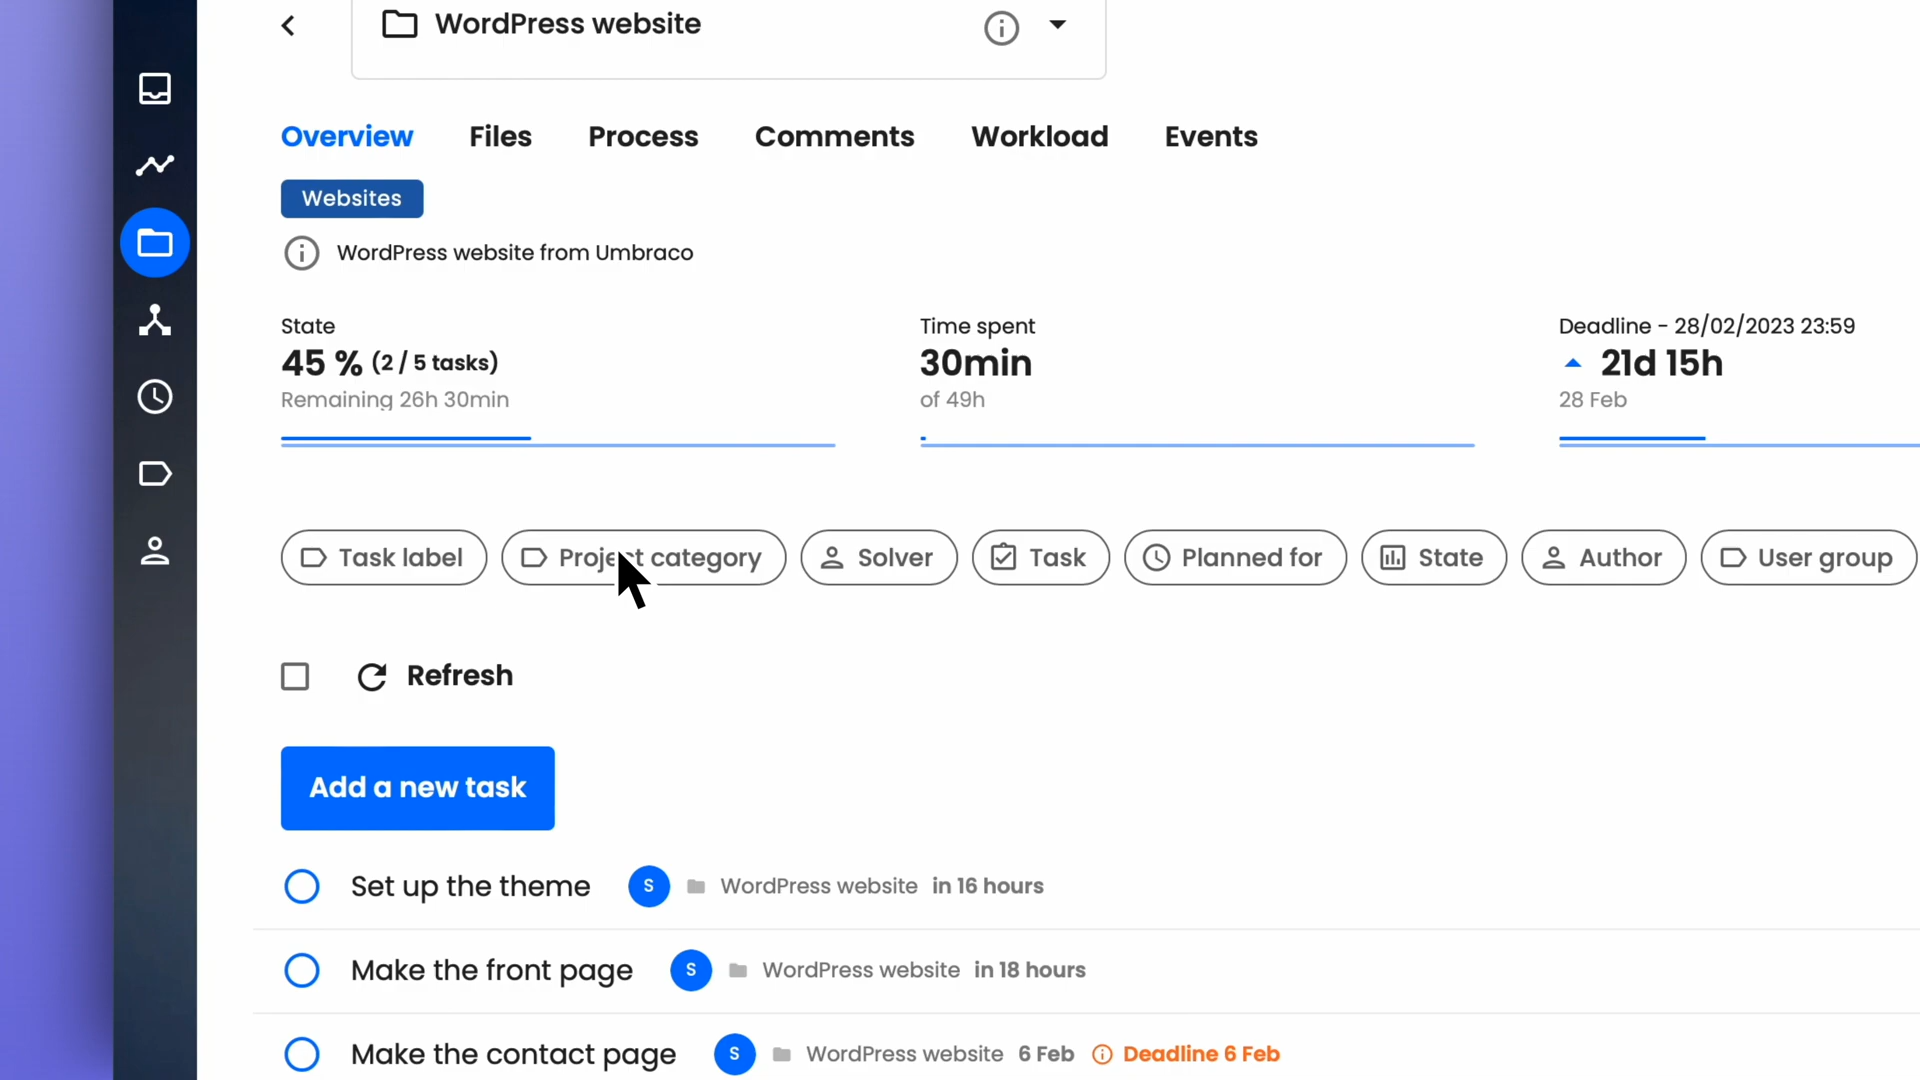 WordPress website
Overview Files Process Comments Workload Events
Websites
WordPress website from Umbraco
State
45 % (2 / 5 tasks)
Remaining 26h 30min
Time spent
30min
of 49h
Deadline - 28/02/2023 23:59
21d 15h
28 Feb
Task label Project category Solver Task Planned for State Author User group
Refresh
Add a new task
Set up the theme S WordPress website in 16 hours
Make the front page S WordPress website in 18 hours
Make the contact page S WordPress website 6 Feb Deadline 6 Feb